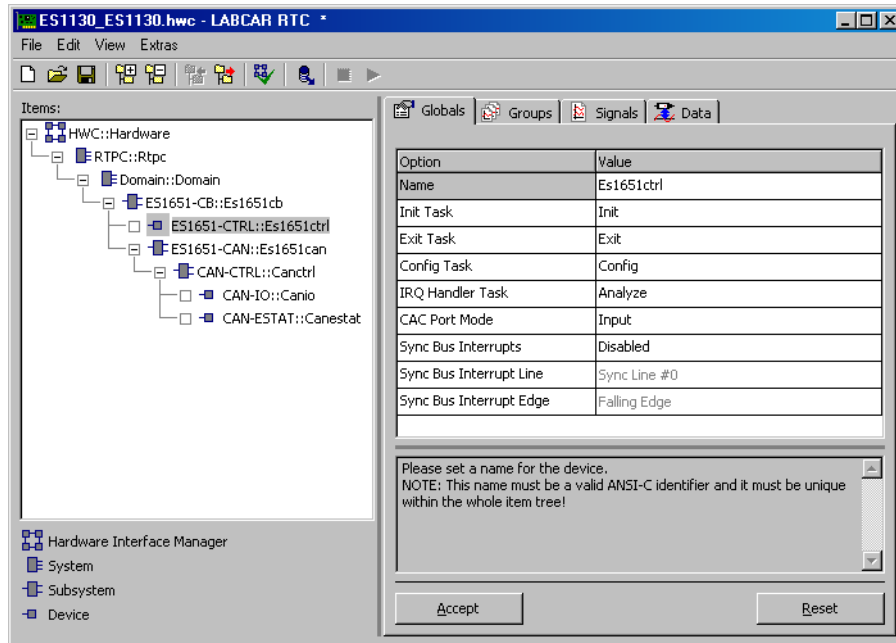 ES1130_ES1130.hwc - LABCAR RTC *
File Edit View Extras
Items:
HWC::Hardware
RTPC::Rtpc
Domain::Domain
ES1651-CB::Es1651cb
ES1651-CTRL::Es1651ctrl
ES1651-CAN::Es1651can
CAN-CTRL::Canctrl
CAN-IO::Canio
CAN-ESTAT::Canestat
Hardware Interface Manager
System
Subsystem
Device
Globals Groups Signals Data
Option Value
Name Es1651ctrl
Init Task Init
Exit Task Exit
Config Task Config
IRQ Handler Task Analyze
CAC Port Mode Input
Sync Bus Interrupts Disabled
Sync Bus Interrupt Line Sync Line #0
Sync Bus Interrupt Edge Falling Edge
Please set a name for the device.
NOTE: This name must be a valid ANSI-C identifier and it must be unique
within the whole item tree!
Accept Reset